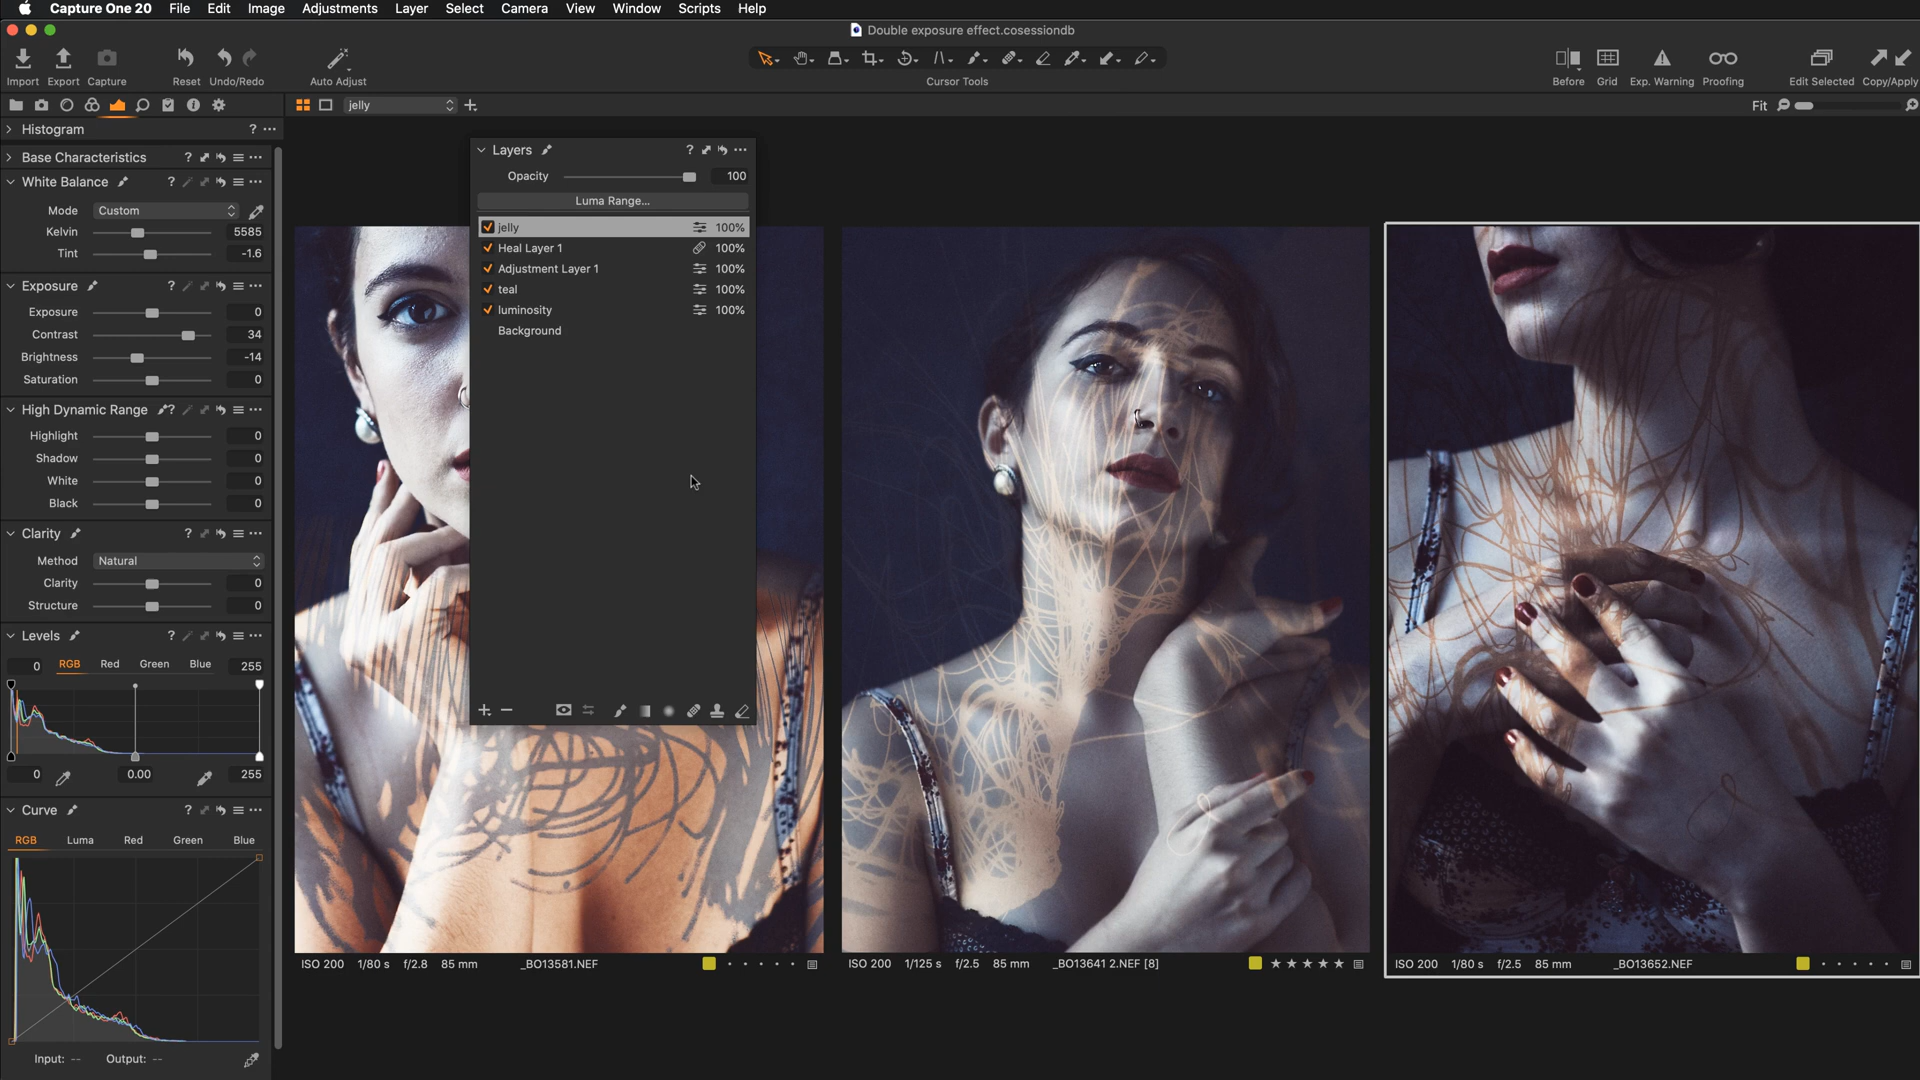 Capture One 20 File Edit Image Adjustments Layer Select Camera View Window Scripts Help
Double exposure effect.cosessiondb
Import Export Capture Reset Undo/Redo Auto Adjust Cursor Tools Before Grid Exp. Warning Proofing Edit Selected Copy/Apply
jelly Fit
Histogram ? ...
Base Characteristics ? ...
White Balance ? ...
Mode Custom
Kelvin 5585
Tint -1.6
Exposure ? ...
Exposure 0
Contrast 34
Brightness -14
Saturation 0
High Dynamic Range ? ...
Highlight 0
Shadow 0
White 0
Black 0
Clarity ? ...
Method Natural
Clarity 0
Structure 0
Levels ? ...
0 RGB Red Green Blue 255
0 0.00 255
Curve ? ...
RGB Luma Red Green Blue
Input: -- Output: --
Layers ? ...
Opacity 100
Luma Range...
jelly 100%
Heal Layer 1 100%
Adjustment Layer 1 100%
teal 100%
luminosity 100%
Background
ISO 200 1/80 s f/2.8 85 mm _BO13581.NEF
ISO 200 1/125 s f/2.5 85 mm _BO13641 2.NEF [8]
ISO 200 1/80 s f/2.5 85 mm _BO13652.NEF